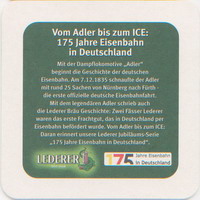 Vom Adler bis zum ICE:
175 Jahre Eisenbahn
in Deutschland
Mit der Dampflokomotive „Adler"
beginnt die Geschichte der deutschen
Eisenbahn. Am 7.12.1835 schnaufte der Adler
mit rund 25 Sachen von Nürnberg nach Fürth -
die erste offizielle deutsche Eisenbahnfahrt.
Mit dem legendären Adler schrieb auch
die Lederer Bräu Geschichte: Zwei Fässer Lederer
waren das erste Frachtgut, das in Deutschland per
Eisenbahn befördert wurde. Vom Adler bis zum ICE:
Daran erinnert unsere Lederer Jubiläums-Serie
„175 Jahre Eisenbahn in Deutschland".
LEDERER
175 Jahre Eisenbahn
in Deutschland